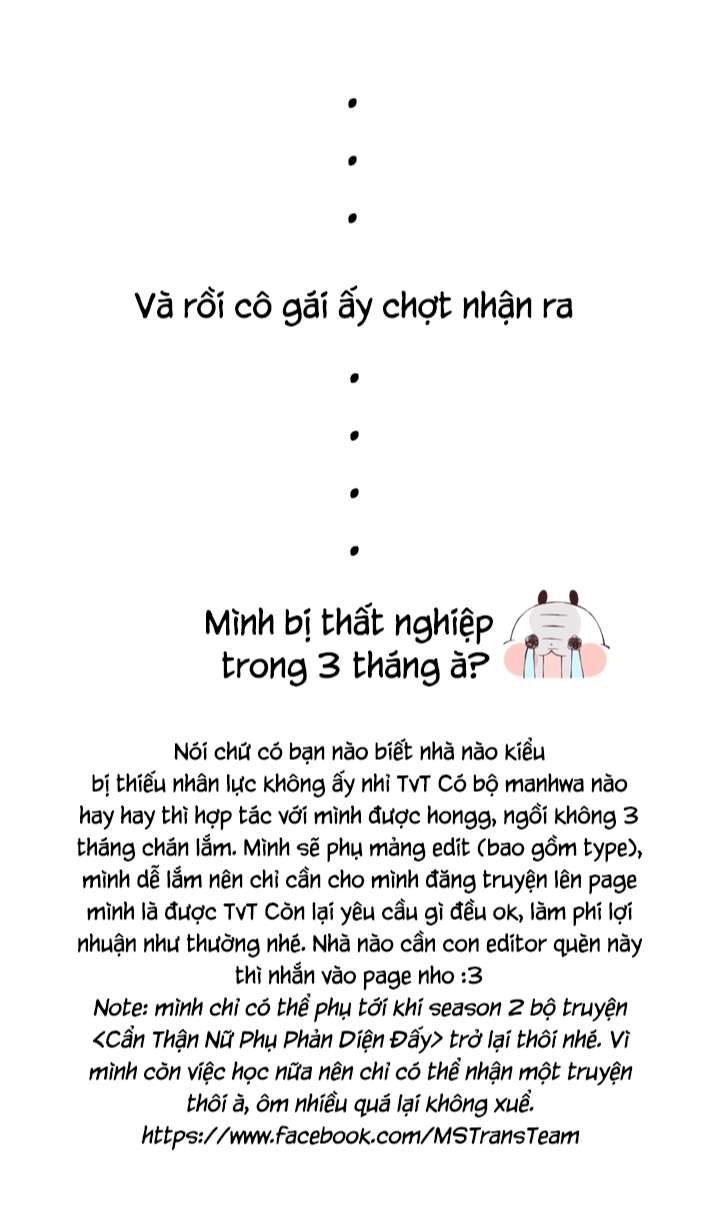 Và rồi cô gái ấy chợt nhận ra
Mình bị thất nghiệp
trong 3 tháng à?
Nói chứ có bạn nào biết nhà nào kiểu
bị thiếu nhân lực không ấy nhỉ TvT Có bộ manhwa nào
hay hay thì hợp tác với mình được hongg, ngồi không 3
tháng chán lắm. Mình sẽ phụ mảng edit (bao gồm type),
mình dễ lắm nên chỉ cần cho mình đăng truyện lên page
mình là được TvT Còn lại yêu cầu gì đều ok, làm phi lợi
nhuận như thường nhé. Nhà nào cần con editor quèn này
thì nhắn vào page nho :3
Note: mình chỉ có thể phụ tới khi season 2 bộ truyện
<Cẩn Thận Nữ Phụ Phản Diện Đấy> trở lại thôi nhé. Vì
mình còn việc học nữa nên chỉ có thể nhận một truyện
thôi à, ôm nhiều quá lại không xuể.
https://www.facebook.com/MSTransTeam